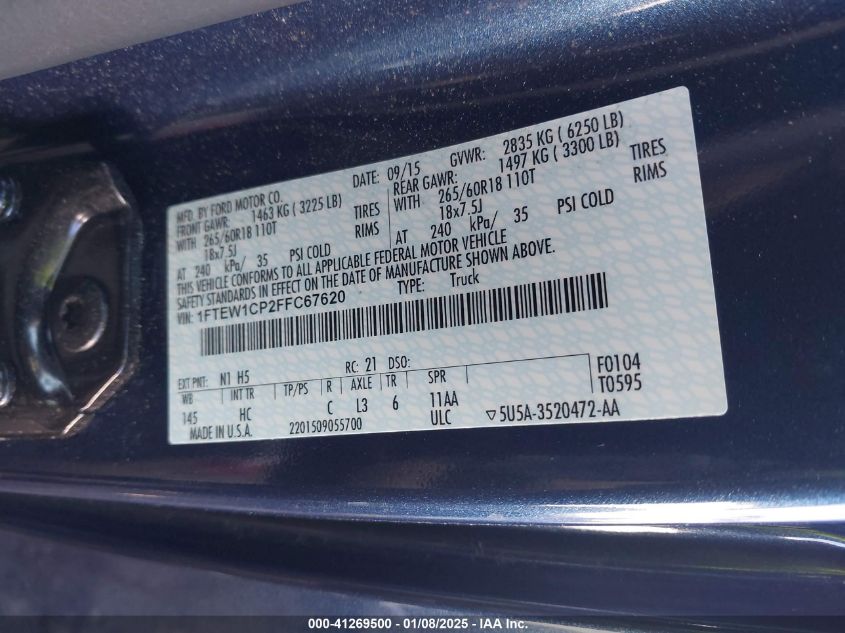 MFD. BY FORD MOTOR CO. DATE: 09/15 GVWR: 2835 KG ( 6250 LB)
FRONT GAWR: 1463 KG ( 3225 LB) REAR GAWR: 1497 KG ( 3300 LB)
WITH 265/60R18 110T TIRES WITH 265/60R18 110T TIRES
18x7.5J RIMS 18x7.5J RIMS
AT 240 kPa/ 35 PSI COLD AT 240 kPa/ 35 PSI COLD
THIS VEHICLE CONFORMS TO ALL APPLICABLE FEDERAL MOTOR VEHICLE
SAFETY STANDARDS IN EFFECT ON THE DATE OF MANUFACTURE SHOWN ABOVE.
VIN: 1FTEW1CP2FFC67620 TYPE: Truck
EXT PNT: N1 H5 RC: 21 DSO: F0104
WB INT TR TP/PS R AXLE TR SPR T0595
145 HC C L3 6 11AA
MADE IN U.S.A. 2201509055700 ULC ▽5U5A-3520472-AA
000-41269500 - 01/08/2025 - IAA Inc.